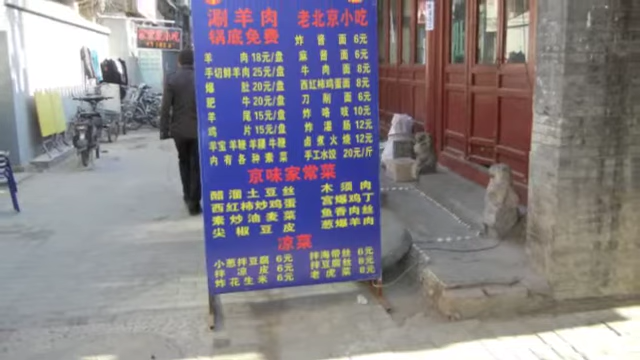 涮羊肉 老北京小吃
锅底免费
羊肉18元/盘 炸酱面6元
手切鲜羊肉25元/盘 麻酱面6元
爆肚20元/盘 牛肉面8元
肥牛20元/盘 西红柿鸡蛋面8元
羊尾15元/盘 刀削面6元
鸡片15元/盘 炸咯吱10元
羊宝羊鞭羊腰牛鞭 炸灌肠12元
内有各种素菜 卤煮火烧12元
手工水饺20元/斤
京味家常菜
醋溜土豆丝 木须肉
西红柿炒鸡蛋 宫爆鸡丁
素炒油麦菜 鱼香肉丝
尖椒豆皮 葱爆羊肉
凉菜
小葱拌豆腐6元 拌海带丝6元
拌凉皮6元 拌豆腐丝8元
炸花生米6元 老虎菜8元